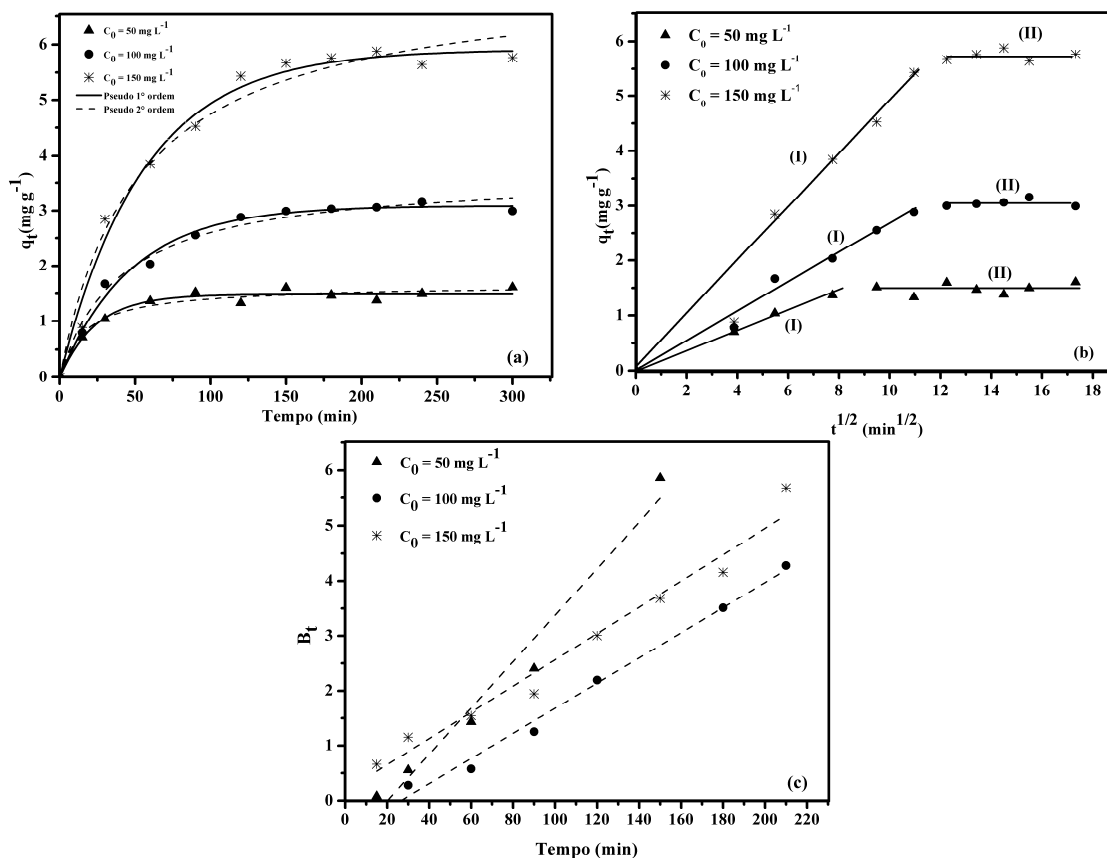 C₀ = 50 mg L⁻¹
C₀ = 100 mg L⁻¹
C₀ = 150 mg L⁻¹
Pseudo 1° ordem
Pseudo 2° ordem
qₜ(mg g⁻¹)
6
5
4
3
2
1
0
(a)
0 50 100 150 200 250 300
Tempo (min)
C₀ = 50 mg L⁻¹
C₀ = 100 mg L⁻¹
C₀ = 150 mg L⁻¹
qₜ(mg g⁻¹)
6
5
4
3
2
1
0
(II)
(I)
(II)
(I)
(II)
(I)
(b)
0 2 4 6 8 10 12 14 16 18
t¹/² (min¹/²)
C₀ = 50 mg L⁻¹
C₀ = 100 mg L⁻¹
C₀ = 150 mg L⁻¹
Bₜ
6
5
4
3
2
1
0
(c)
0 20 40 60 80 100 120 140 160 180 200 220
Tempo (min)